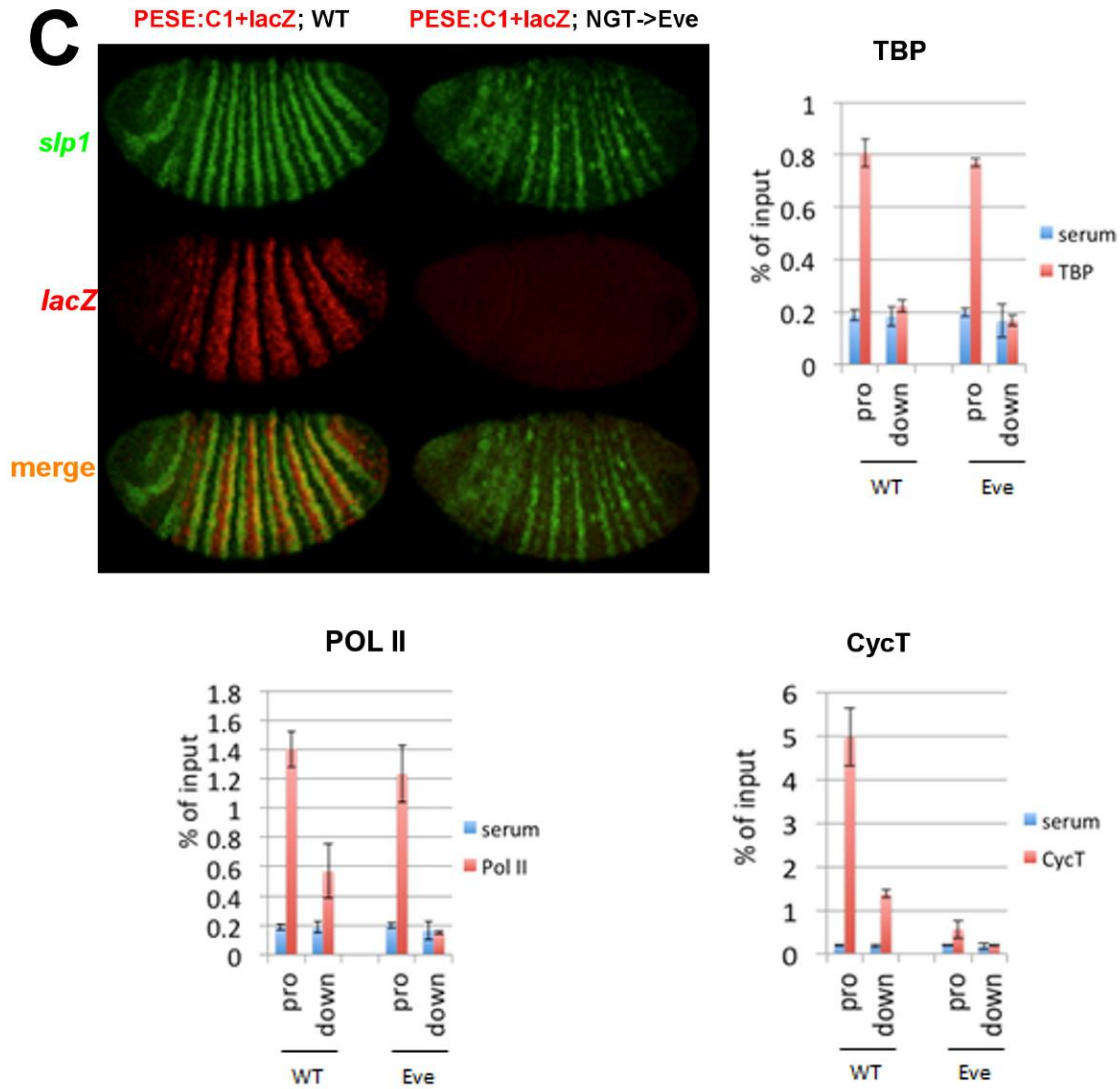 C
PESE:C1+lacZ; WT
PESE:C1+lacZ; NGT->Eve
slp1
lacZ
merge
TBP
% of input
1
0.8
0.6
0.4
0.2
0
pro
down
pro
down
WT
Eve
serum
TBP
POL II
% of input
1.8
1.6
1.4
1.2
1
0.8
0.6
0.4
0.2
0
pro
down
pro
down
WT
Eve
serum
Pol II
CycT
% of input
6
5
4
3
2
1
0
pro
down
pro
down
WT
Eve
serum
CycT